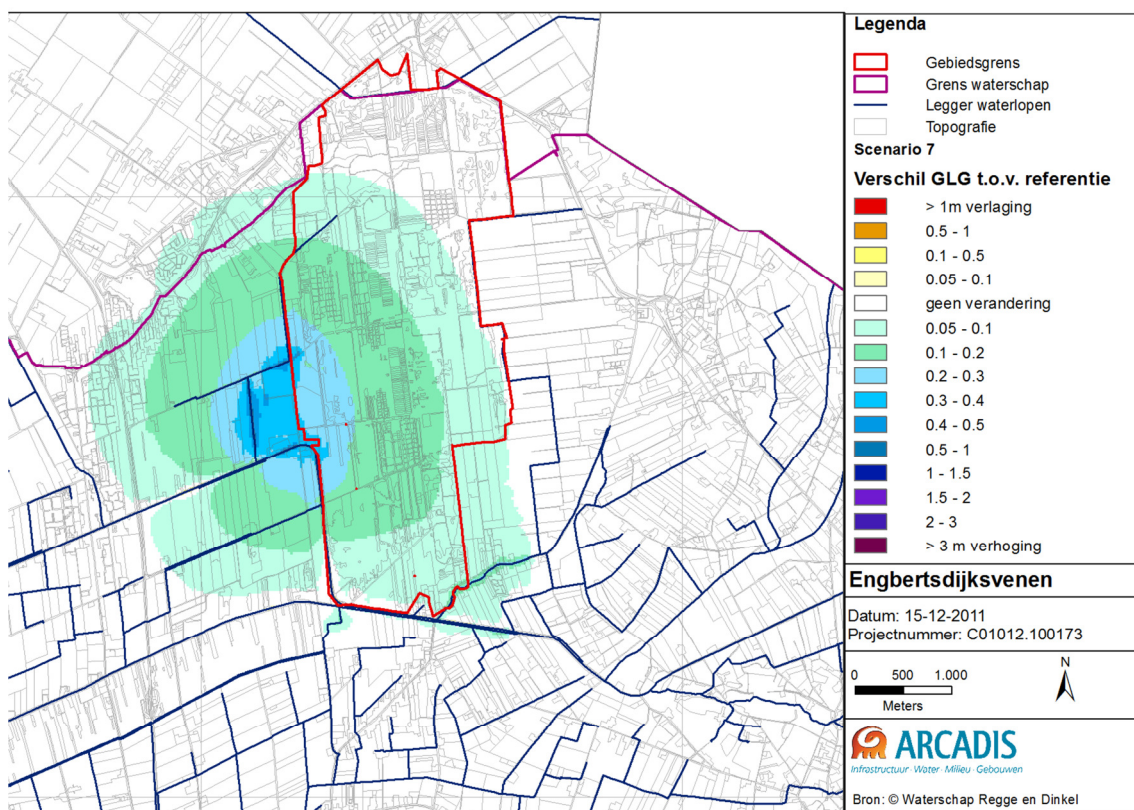 Legenda
Gebiedsgrens
Grens waterschap
Legger waterlopen
Topografie
Scenario 7
Verschil GLG t.o.v. referentie
> 1m verlaging
0.5 - 1
0.1 - 0.5
0.05 - 0.1
geen verandering
0.05 - 0.1
0.1 - 0.2
0.2 - 0.3
0.3 - 0.4
0.4 - 0.5
0.5 - 1
1 - 1.5
1.5 - 2
2 - 3
> 3 m verhoging
Engbertsdijksvenen
Datum: 15-12-2011
Projectnummer: C01012.100173
0 500 1.000
Meters
N
ARCADIS
Infrastructuur · Water · Milieu · Gebouwen
Bron: © Waterschap Regge en Dinkel